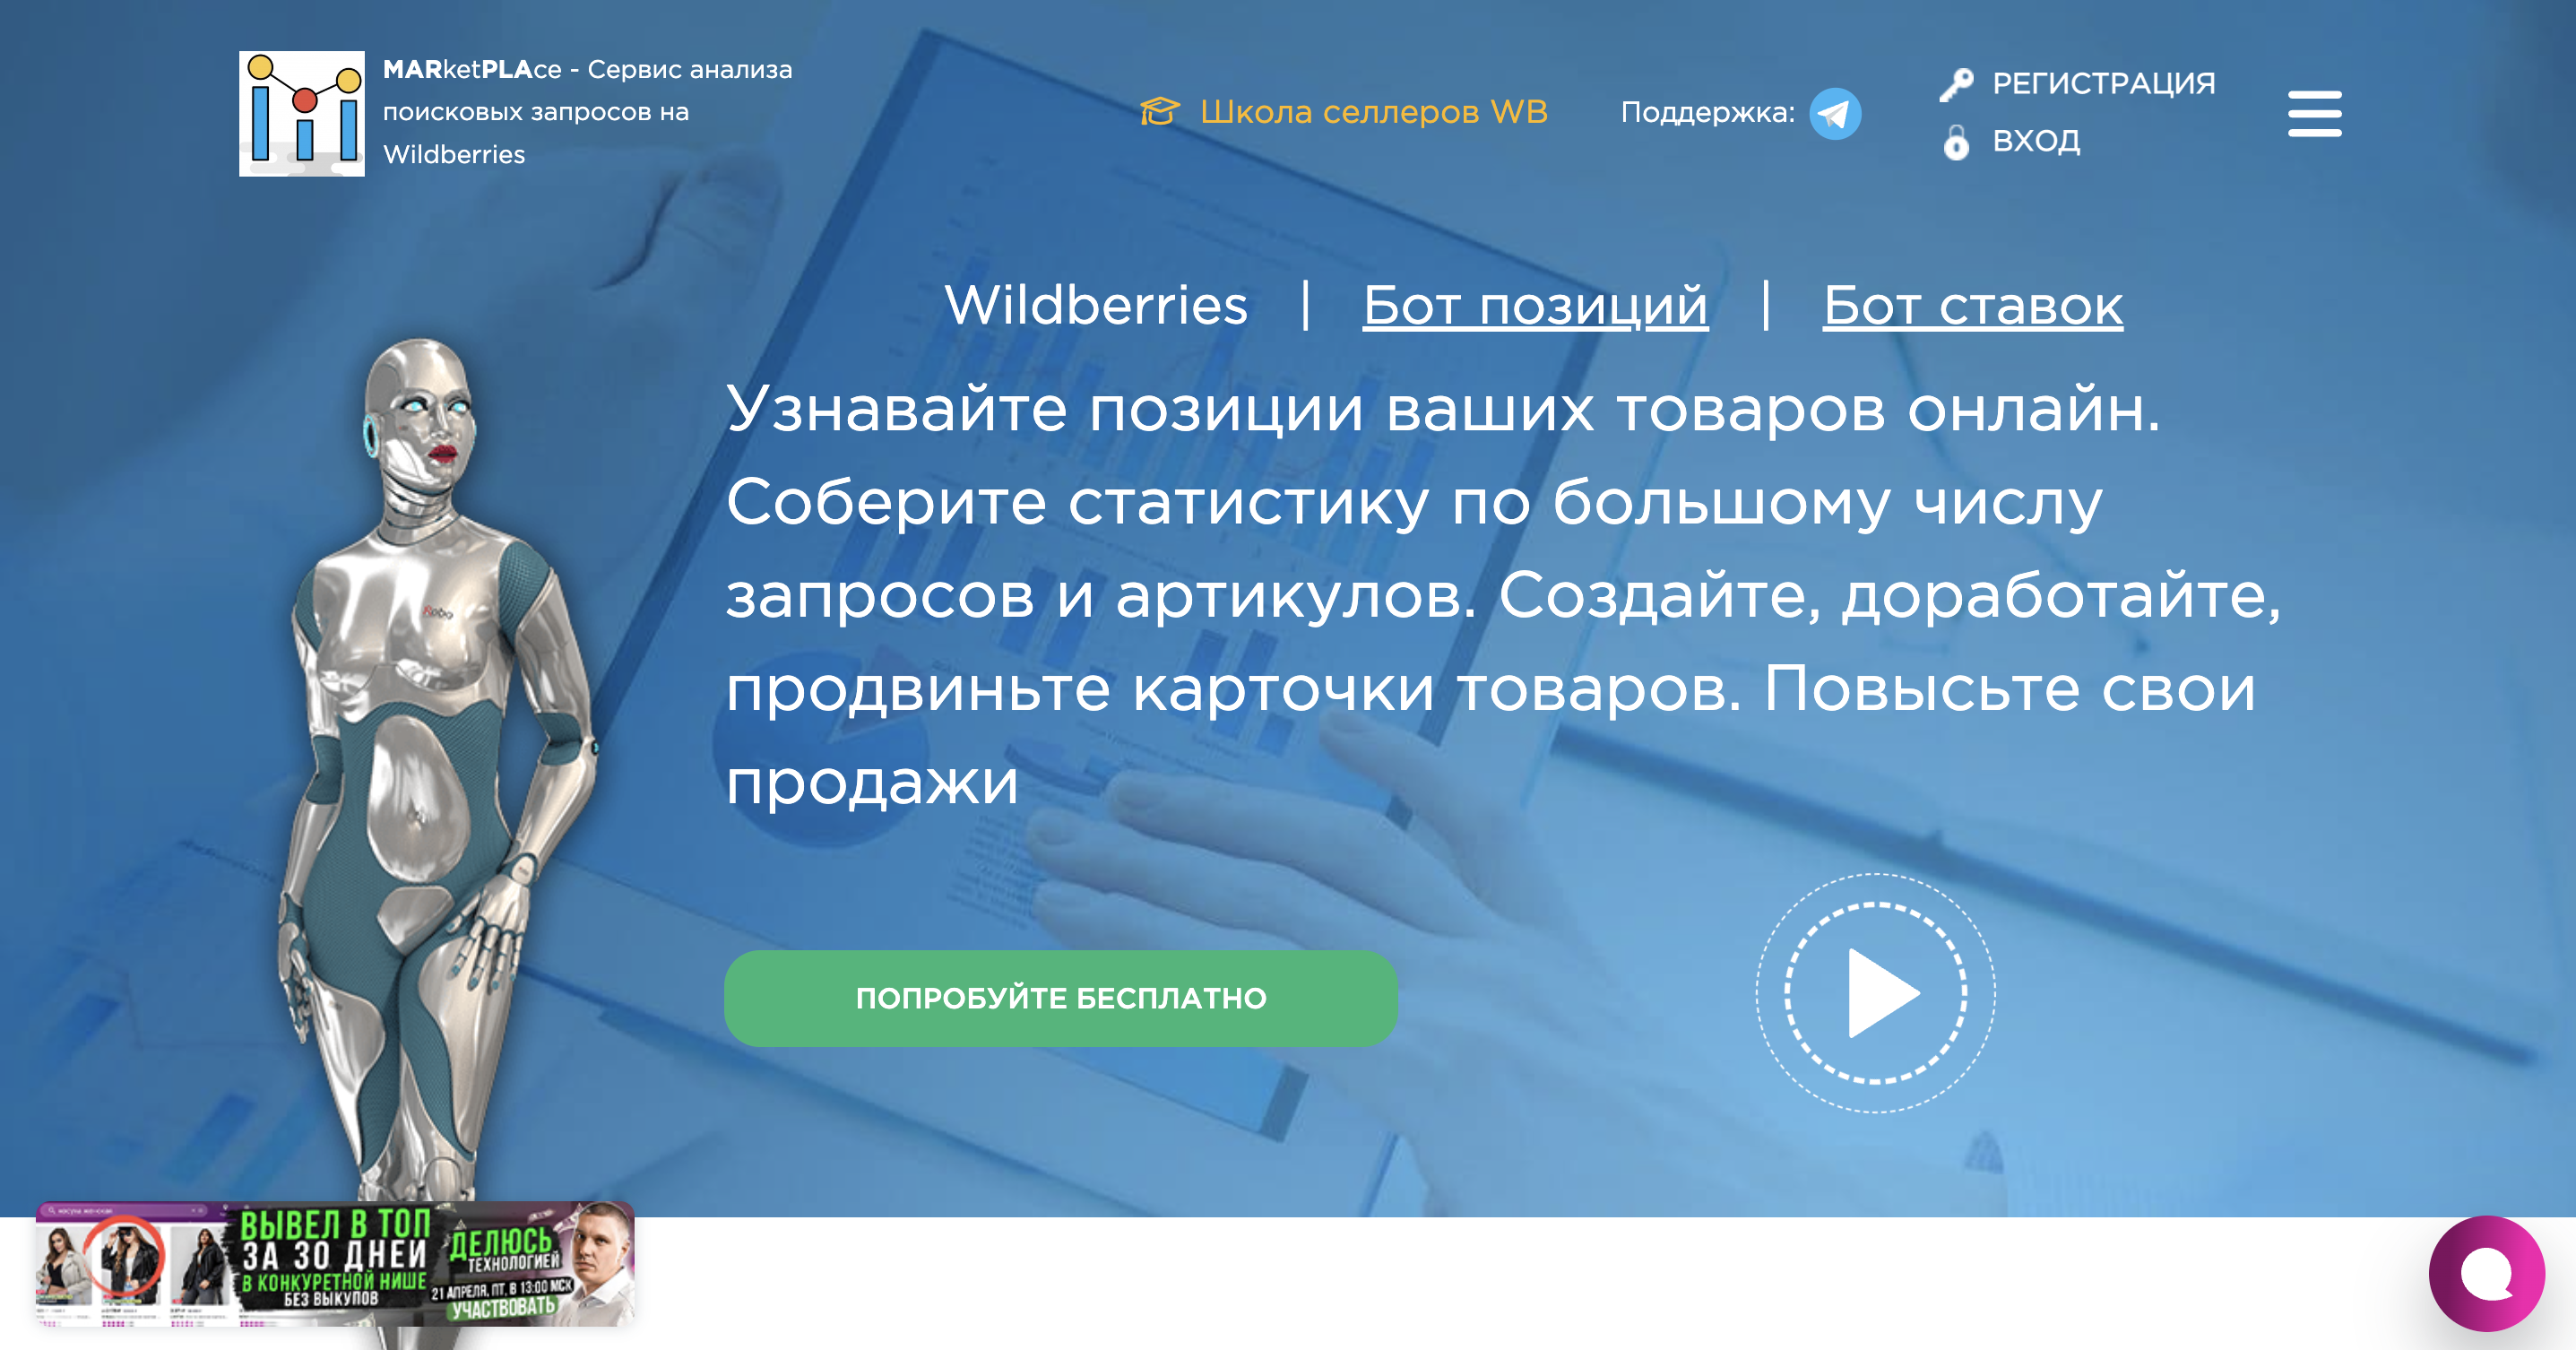 MARketPLAce - Сервис анализа
поисковых запросов на
Wildberries
Школа селлеров WB
Поддержка:
РЕГИСТРАЦИЯ
ВХОД
Wildberries | Бот позиций | Бот ставок
Узнавайте позиции ваших товаров онлайн.
Соберите статистику по большому числу
запросов и артикулов. Создайте, доработайте,
продвиньте карточки товаров. Повысьте свои
продажи
Robo
ПОПРОБУЙТЕ БЕСПЛАТНО
ВЫВЕЛ В ТОП
ЗА 30 ДНЕЙ
В КОНКУРЕТНОЙ НИШЕ
БЕЗ ВЫКУПОВ
ДЕЛЮСЬ
ТЕХНОЛОГИЕЙ
21 АПРЕЛЯ, ПТ, В 13:00 МСК
УЧАСТВОВАТЬ